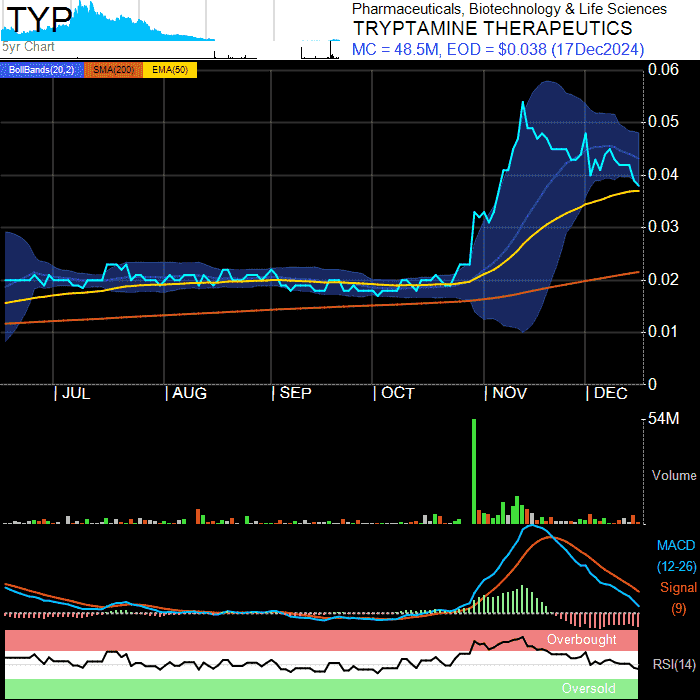 TYP
Pharmaceuticals, Biotechnology & Life Sciences
TRYPTAMINE THERAPEUTICS
5yr Chart
MC = 48.5M, EOD = $0.038 (17Dec2024)
BollBands(20,2) SMA(200) EMA(50)
0.06
0.05
0.04
0.03
0.02
0.01
0
| JUL | AUG | SEP | OCT | NOV | DEC
54M
Volume
MACD
(12-26)
Signal
(9)
Overbought
RSI(14)
Oversold